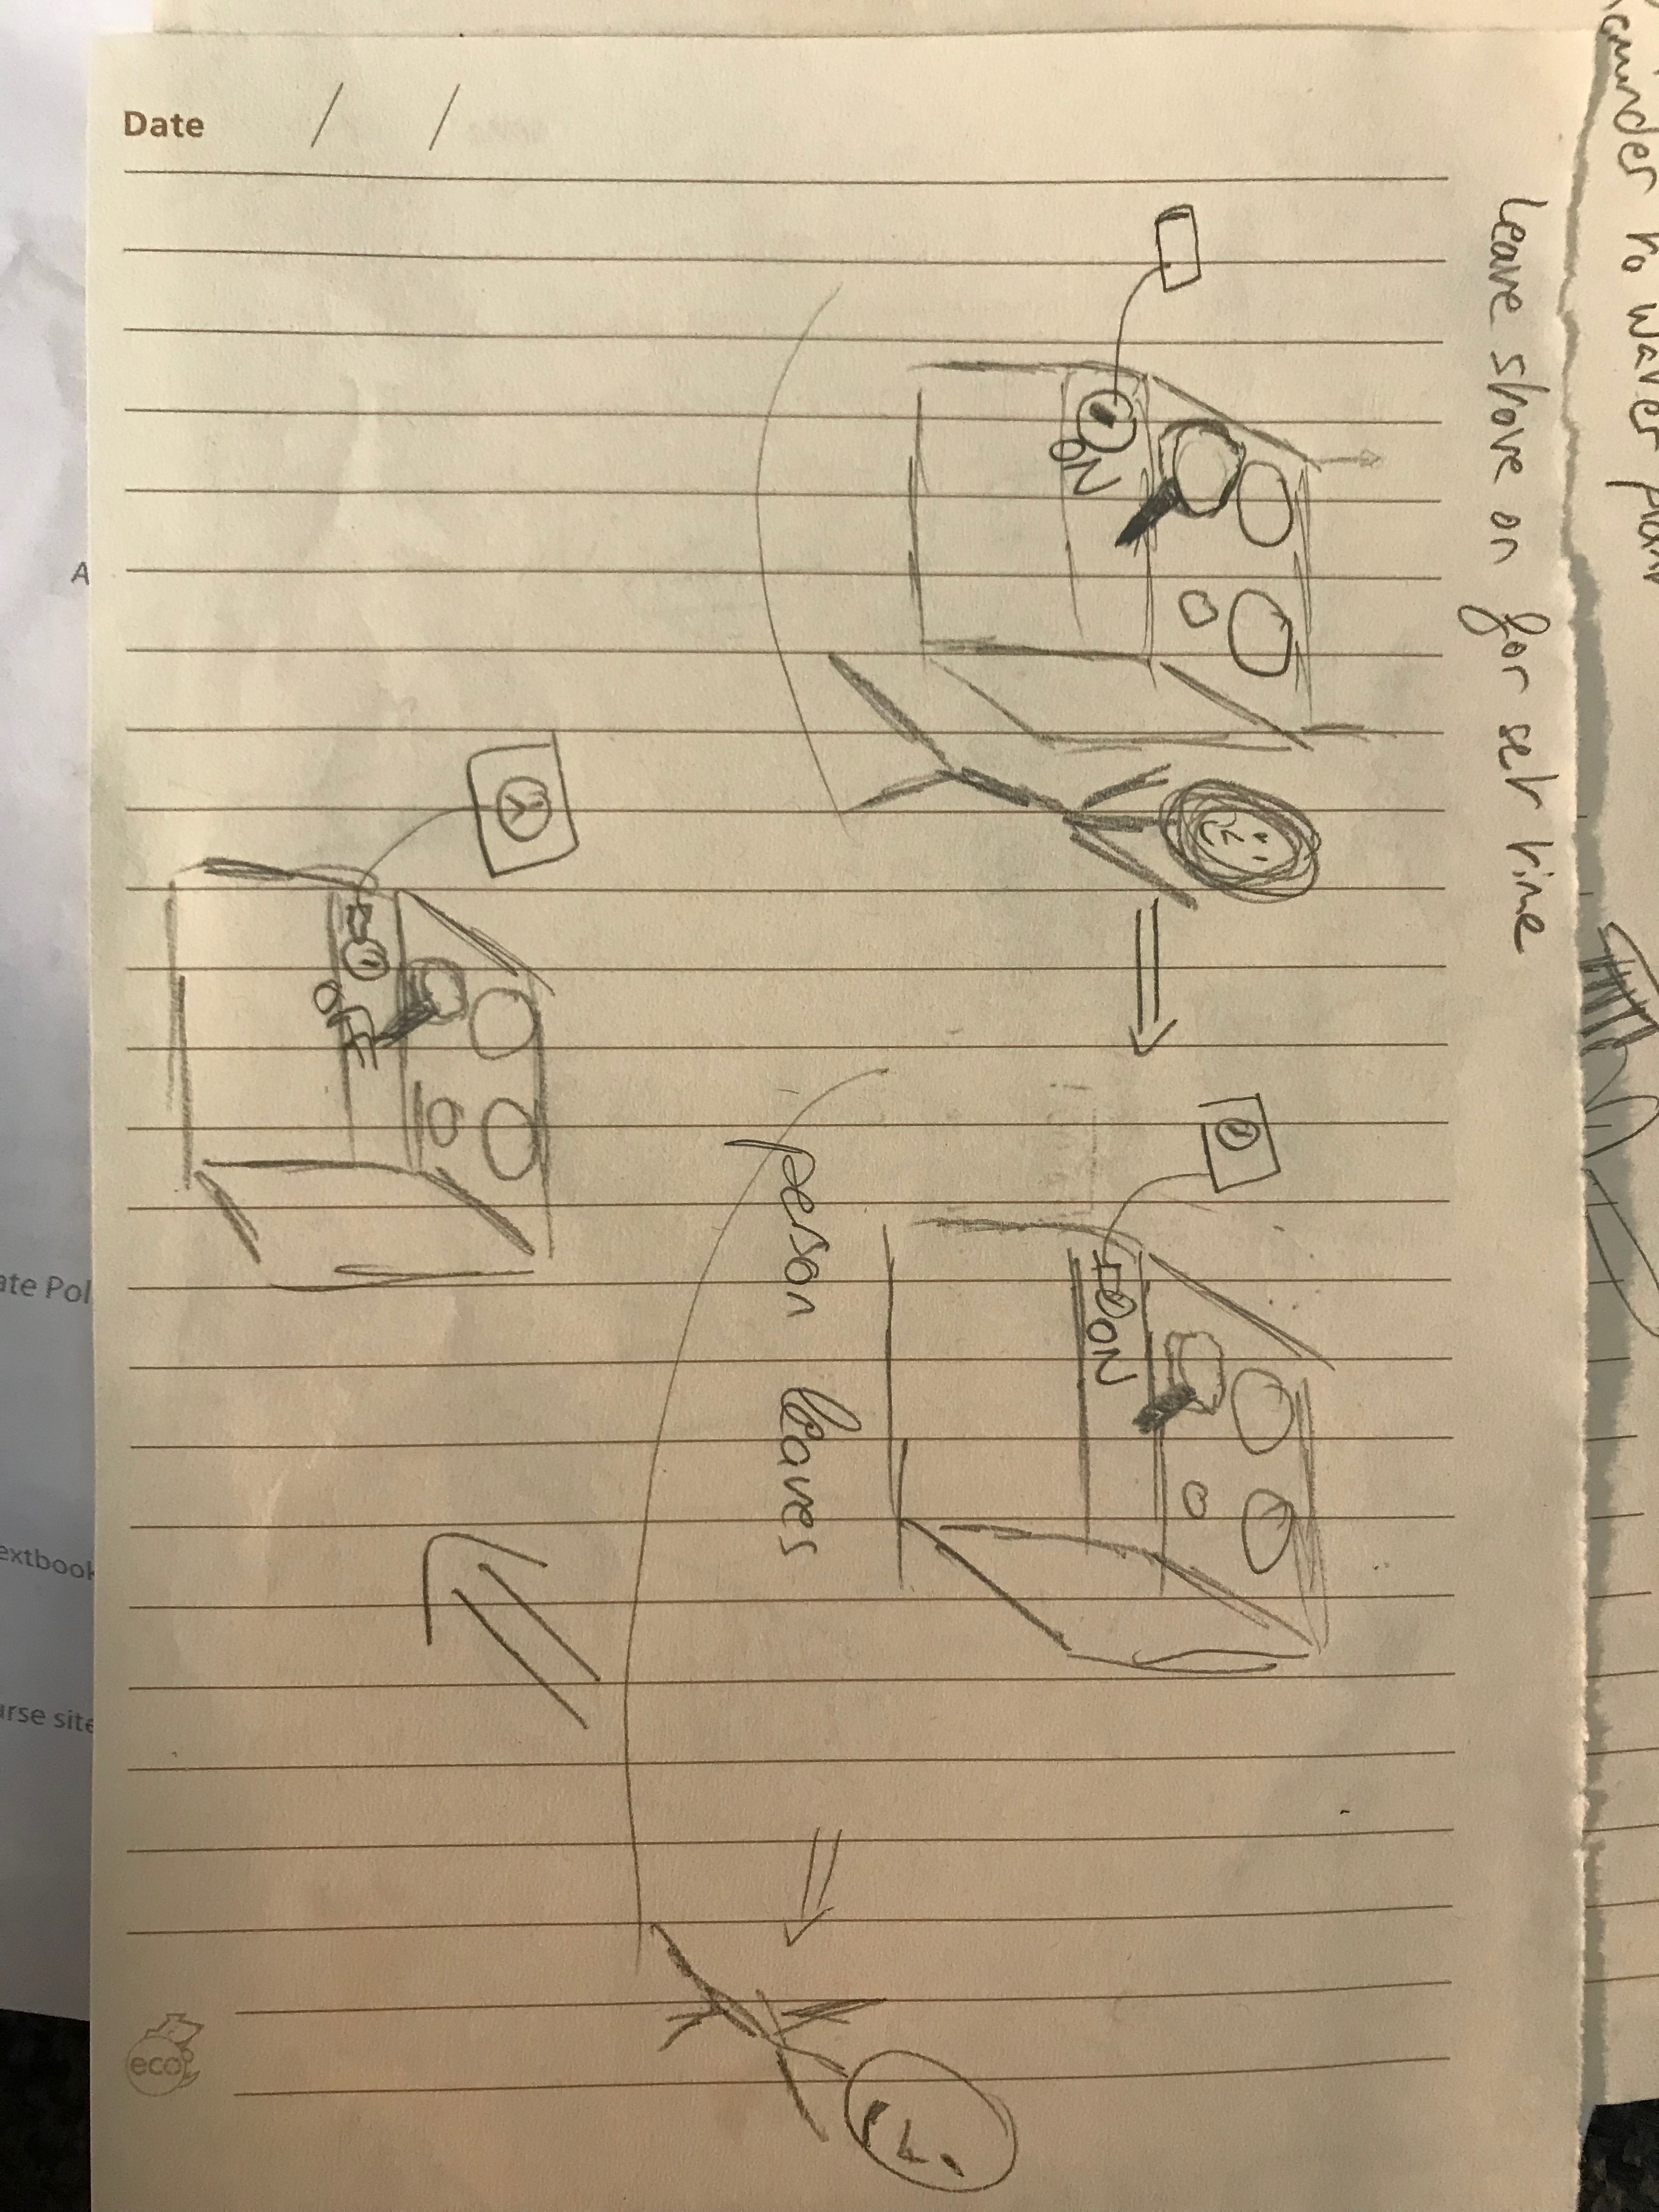 Reminder to water plant
Leave stove on for set time
ON
ON
person leaves
OFF
Date / /
eco
A
ate Pol
extbook
urse site